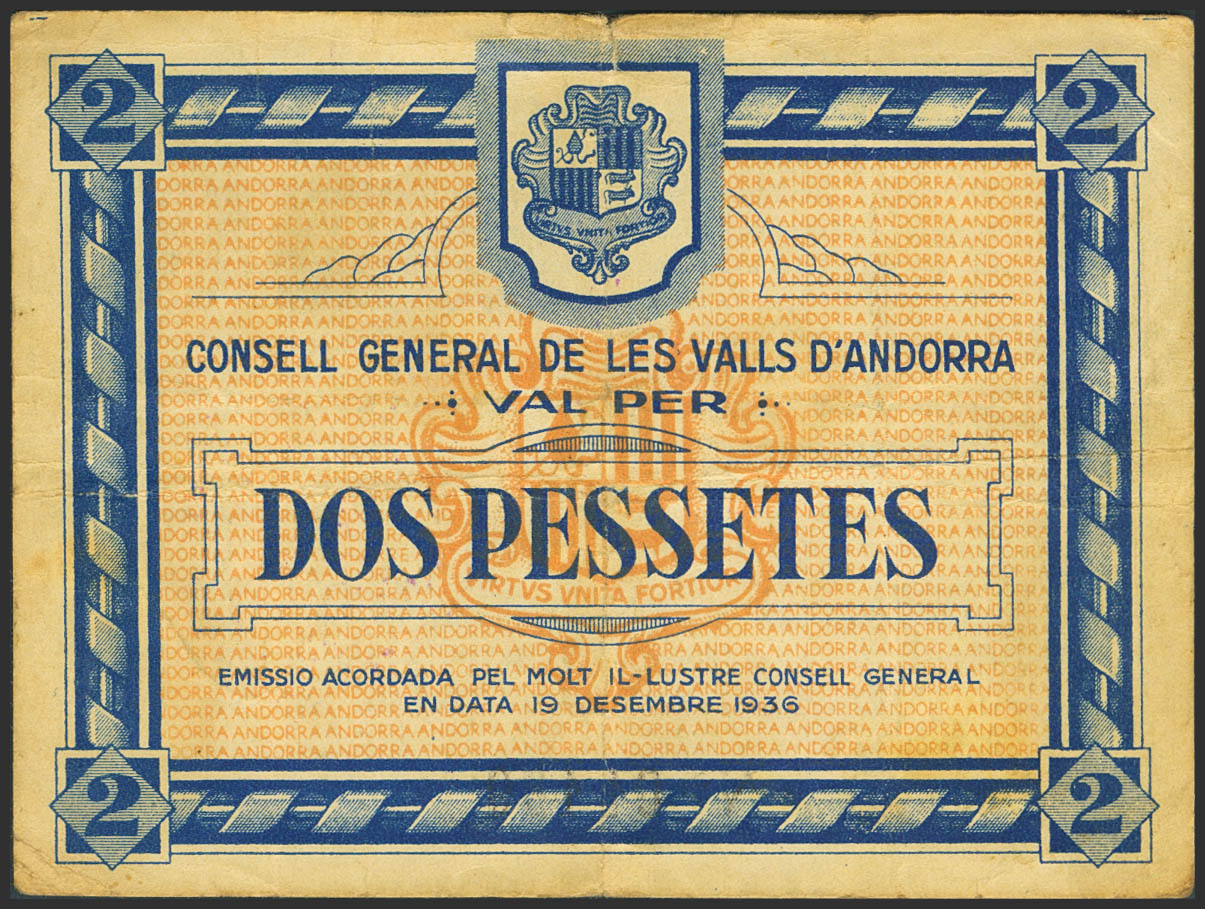 2 2
VIRTVS VNITA FORTIOR
CONSELL GENERAL DE LES VALLS D'ANDORRA
VAL PER
DOS PESSETES
VIRTVS VNITA FORTIOR
EMISSIO ACORDADA PEL MOLT IL-LUSTRE CONSELL GENERAL
EN DATA 19 DESEMBRE 1936
2 2